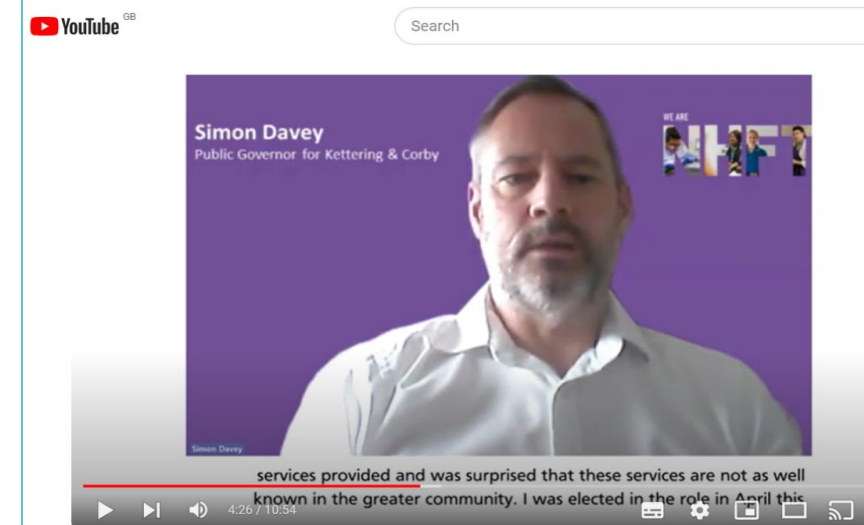 YouTube GB
Search
Simon Davey
Public Governor for Kettering & Corby
WE ARE
NHFT
Simon Davey
services provided and was surprised that these services are not as well
known in the greater community. I was elected in the role in April this
4:26 / 10:54